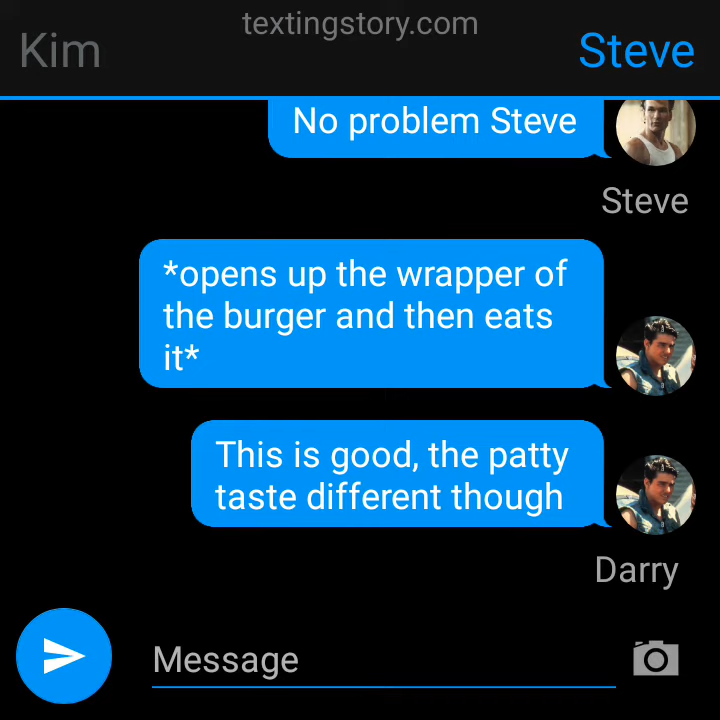 textingstory.com
Kim
Steve
No problem Steve
Steve
*opens up the wrapper of
the burger and then eats
it*
This is good, the patty
taste different though
Darry
Message